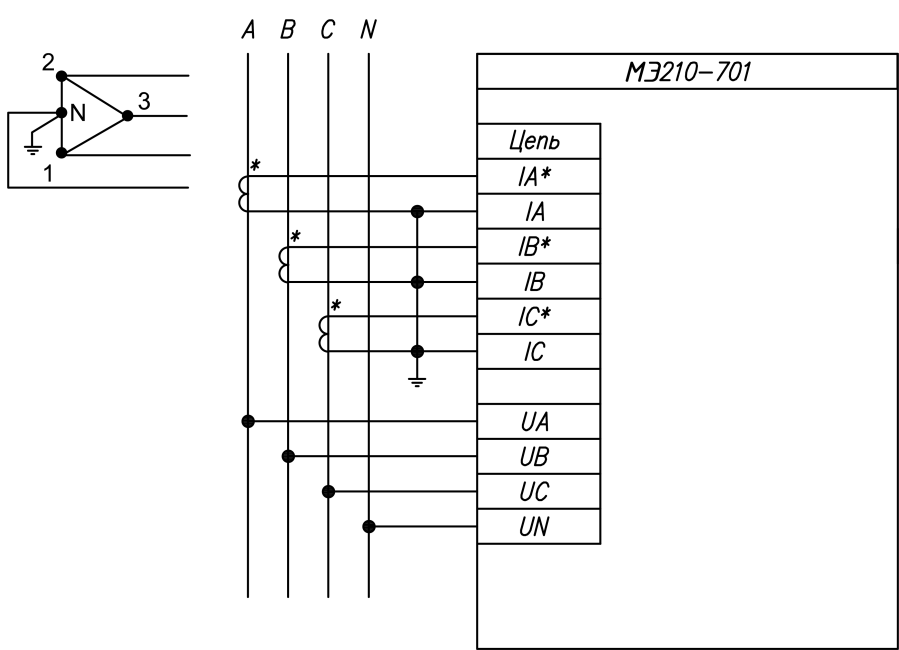 A B C N
МЭ210-701
2
3
N
1
Цепь
*
IA*
IA
*
IB*
IB
*
IC*
IC
UA
UB
UC
UN